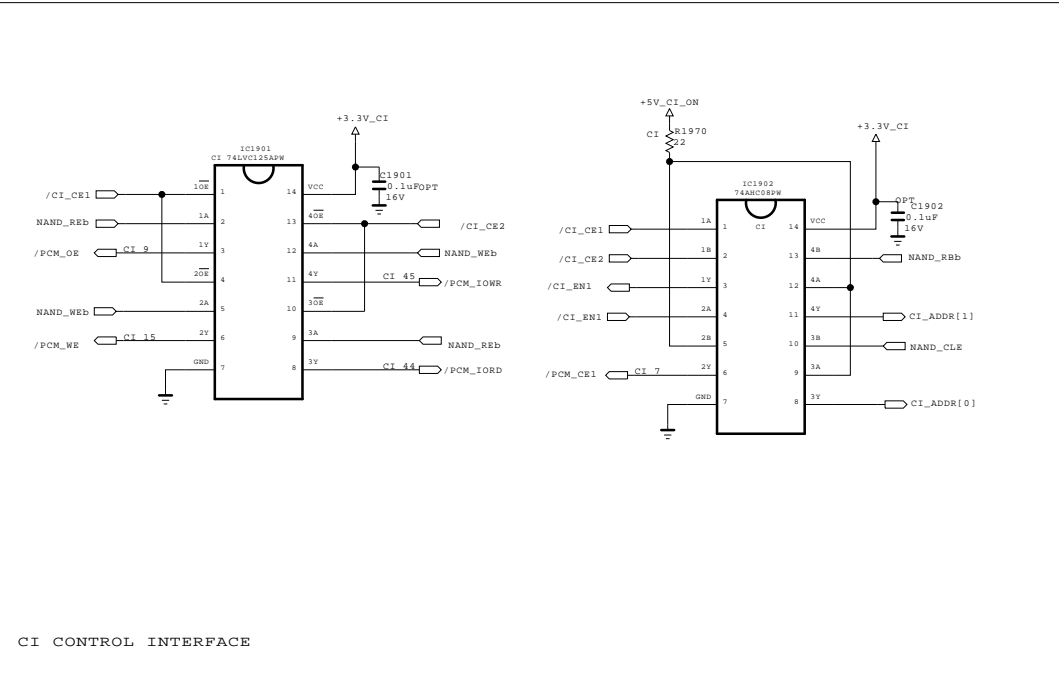 IC1901
CI 74LVC125APW
+3.3V_CI
C1901
0.1uF OPT
16V
/CI_CE1
1OE 1
14 VCC
NAND_REb
1A 2
13 4OE
/CI_CE2
/PCM_OE
CI 9
1Y 3
12 4A
NAND_WEb
2OE 4
11 4Y
CI 45
/PCM_IOWR
NAND_WEb
2A 5
10 3OE
/PCM_WE
CI 15
2Y 6
9 3A
NAND_REb
GND 7
8 3Y
CI 44
/PCM_IORD
+5V_CI_ON
CI R1970
22
IC1902
74AHC08PW
CI
+3.3V_CI
OPT
C1902
0.1uF
16V
/CI_CE1
1A 1
14 VCC
/CI_CE2
1B 2
13 4B
NAND_RBb
/CI_EN1
1Y 3
12 4A
/CI_EN1
2A 4
11 4Y
CI_ADDR[1]
2B 5
10 3B
NAND_CLE
/PCM_CE1
CI 7
2Y 6
9 3A
GND 7
8 3Y
CI_ADDR[0]
CI CONTROL INTERFACE